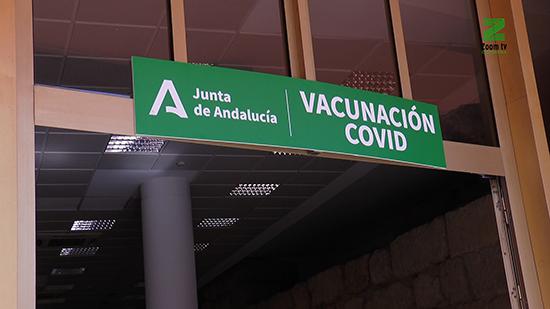 Junta
de Andalucía
VACUNACIÓN
COVID
Z
Zoom tv